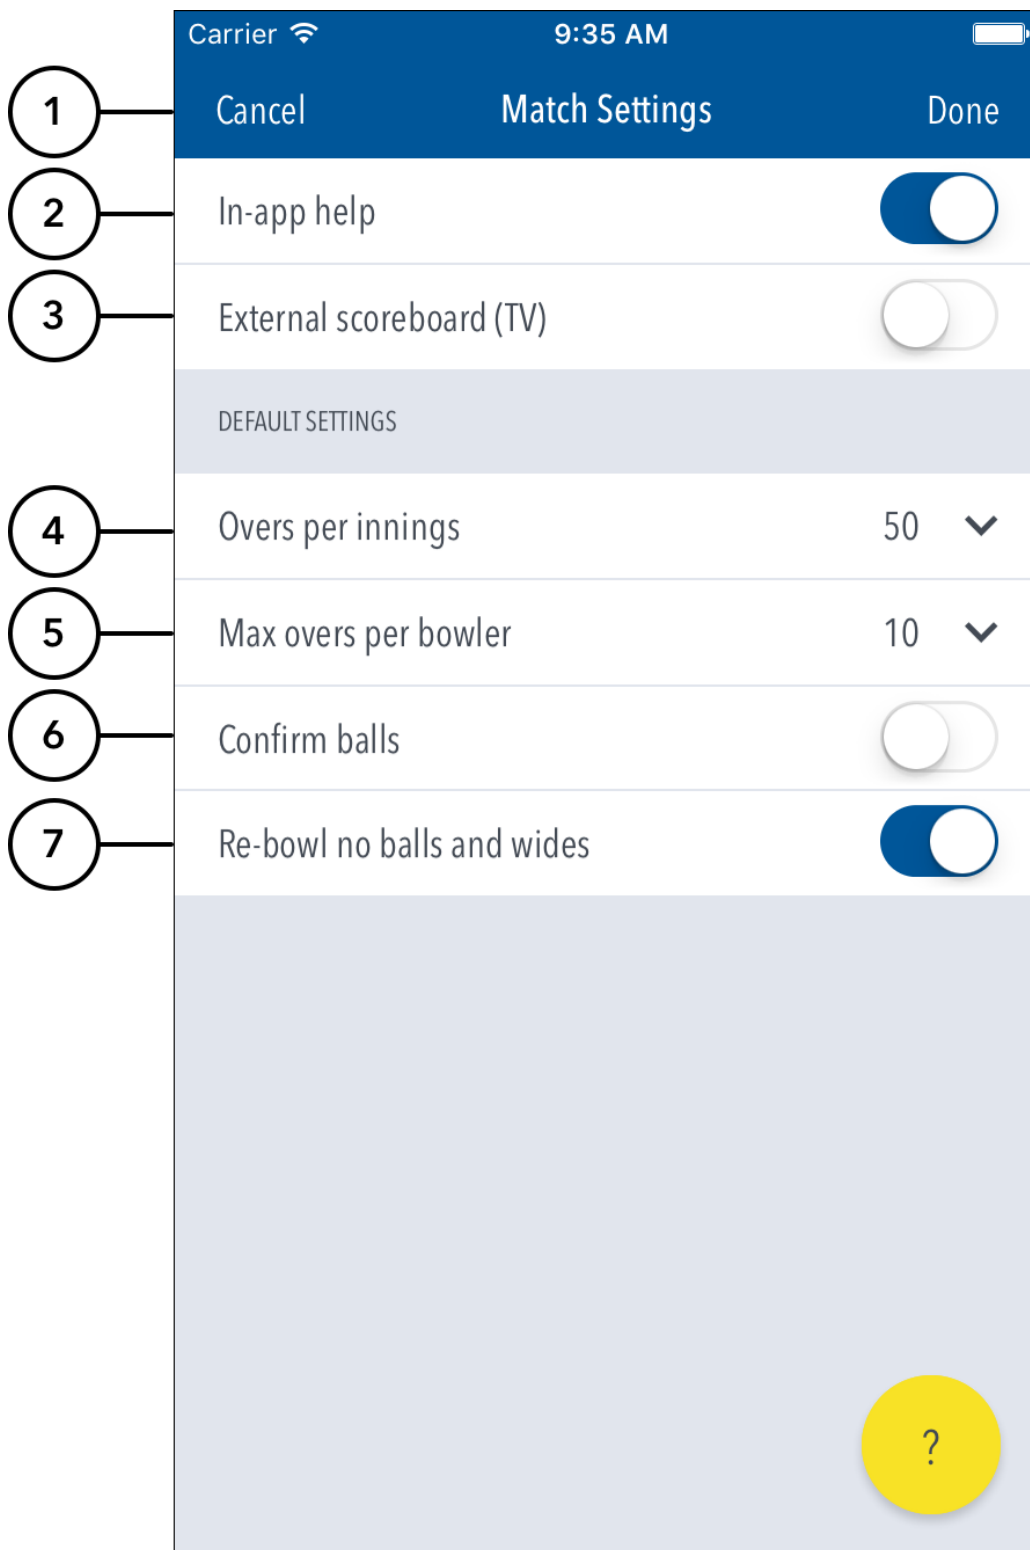 Carrier 9:35 AM
1 Cancel Match Settings Done
2 In-app help
3 External scoreboard (TV)
DEFAULT SETTINGS
4 Overs per innings 50
5 Max overs per bowler 10
6 Confirm balls
7 Re-bowl no balls and wides
?